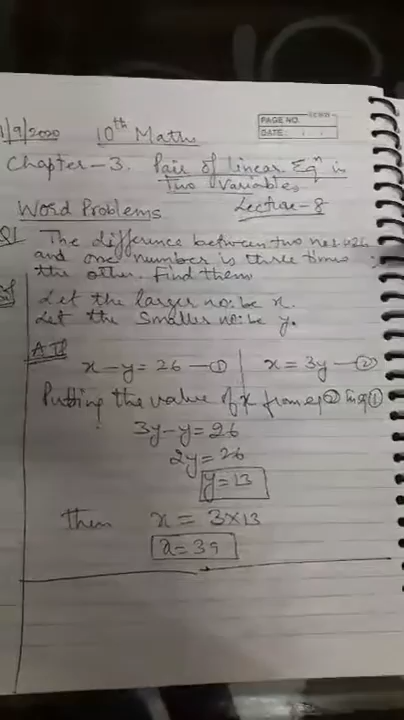 1/9/2020 10th Maths
PAGE NO.
DATE:
Chapter-3. Pair of linear Eqn in
Two Variables
Word Problems Lecture-8
Q1 The difference between two nos is 26
and one number is three times
the other. Find them
Let the larger no: be x.
Let the smaller no: be y.
ATQ
x-y=26-① | x=3y-②
Putting the value of x from eq② in eq①
3y-y=26
2y=26
y=13
then x= 3×13
x=39